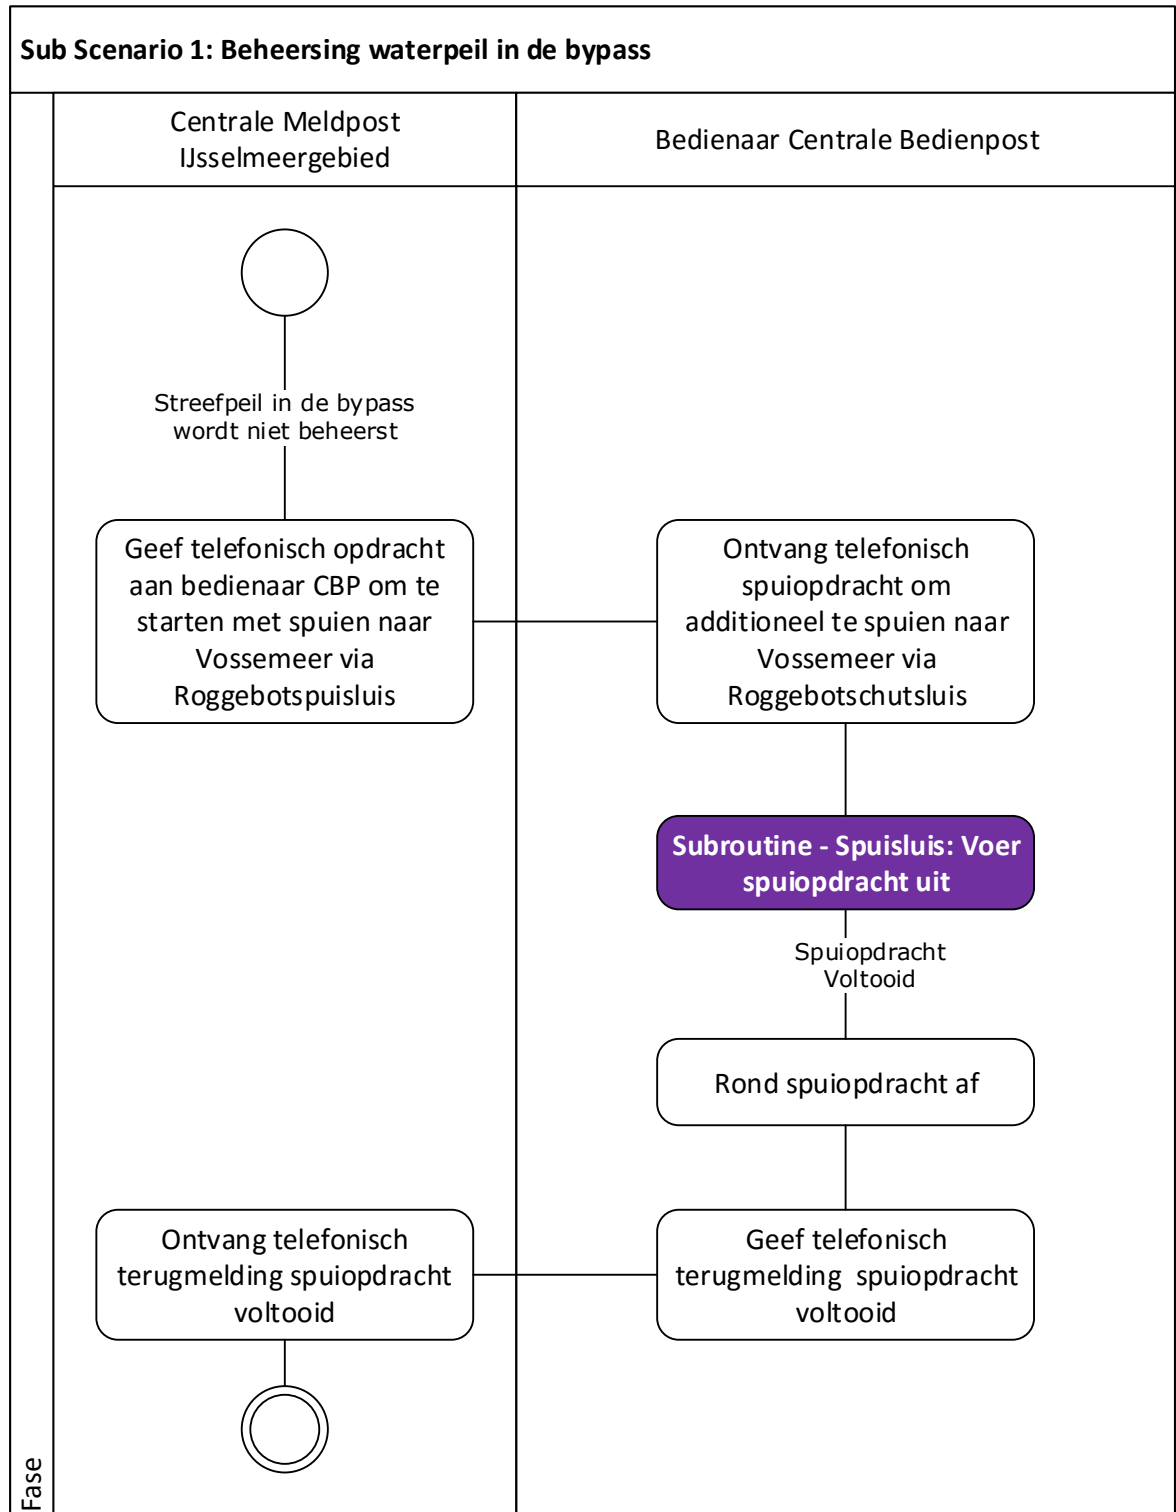 Sub Scenario 1: Beheersing waterpeil in de bypass
Centrale Meldpost
IJsselmeergebied
Bedienaar Centrale Bedienpost
Streefpeil in de bypass
wordt niet beheerst
Geef telefonisch opdracht
aan bedienaar CBP om te
starten met spuien naar
Vossemeer via
Roggebotspuisluis
Ontvang telefonisch
spuiopdracht om
additioneel te spuien naar
Vossemeer via
Roggebotschutsluis
Subroutine - Spuisluis: Voer
spuiopdracht uit
Spuiopdracht
Voltooid
Rond spuiopdracht af
Geef telefonisch
terugmelding  spuiopdracht
voltooid
Ontvang telefonisch
terugmelding spuiopdracht
voltooid
Fase